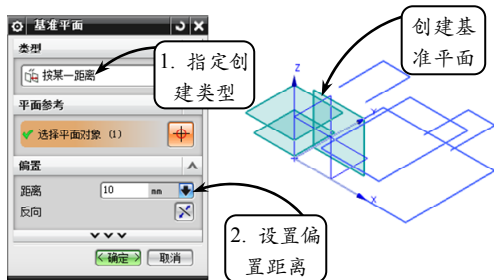 基准平面
类型
按某一距离
平面参考
选择平面对象 (1)
偏置
距离
10
mm
反向
<确定>
取消
1. 指定创
建类型
2. 设置偏
置距离
创建基
准平面
Z
Y
X